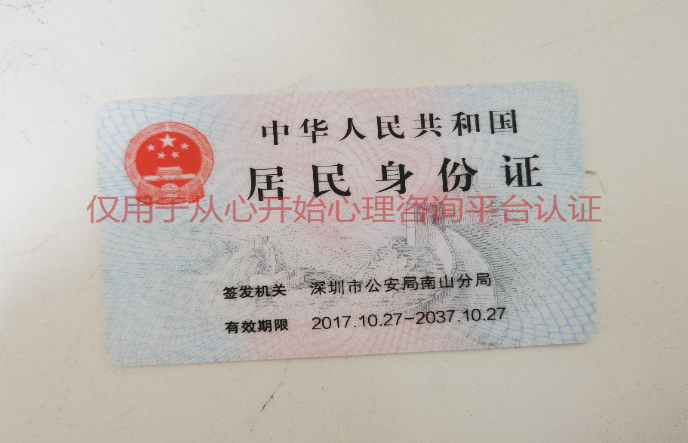 中华人民共和国
居民身份证
仅用于从心开始心理咨询平台认证
签发机关 深圳市公安局南山分局
有效期限 2017.10.27-2037.10.27